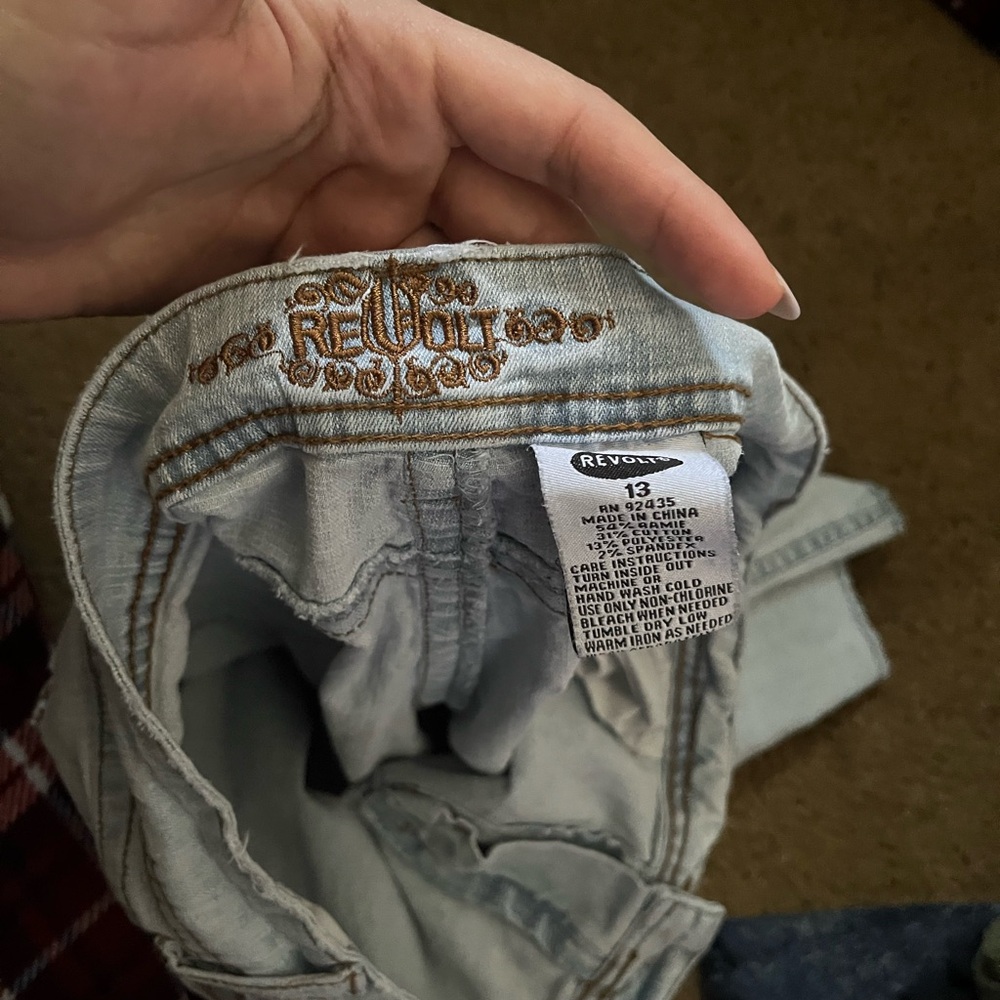 REVOLT
REVOLT
13
RN 92435
MADE IN CHINA
54% RAMIE
31% COTTON
13% POLYESTER
2% SPANDEX
CARE INSTRUCTIONS
TURN INSIDE OUT
MACHINE OR
HAND WASH COLD
USE ONLY NON-CHLORINE
BLEACH WHEN NEEDED
TUMBLE DRY LOW
WARM IRON AS NEEDED